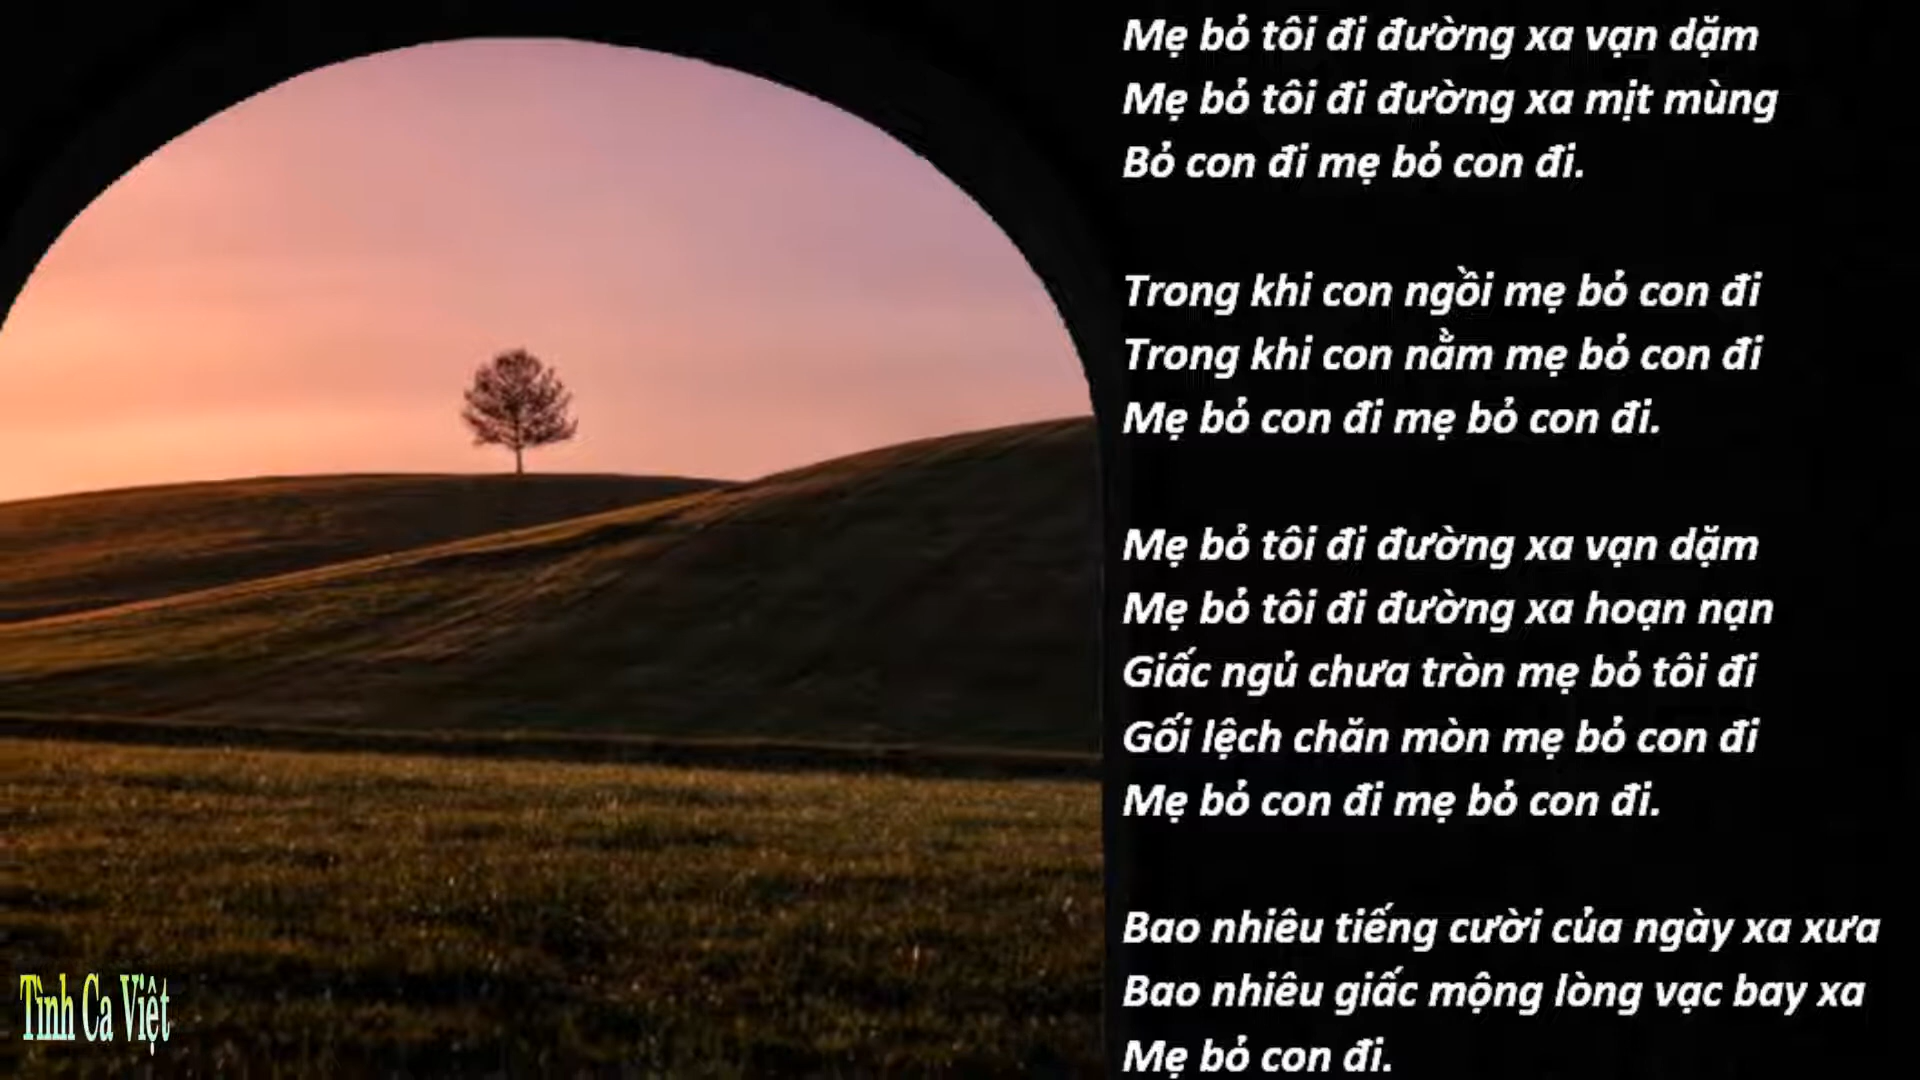 Mẹ bỏ tôi đi đường xa vạn dặm
Mẹ bỏ tôi đi đường xa mịt mùng
Bỏ con đi mẹ bỏ con đi.
Trong khi con ngồi mẹ bỏ con đi
Trong khi con nằm mẹ bỏ con đi
Mẹ bỏ con đi mẹ bỏ con đi.
Mẹ bỏ tôi đi đường xa vạn dặm
Mẹ bỏ tôi đi đường xa hoạn nạn
Giấc ngủ chưa tròn mẹ bỏ tôi đi
Gối lệch chăn mòn mẹ bỏ con đi
Mẹ bỏ con đi mẹ bỏ con đi.
Bao nhiêu tiếng cười của ngày xa xưa
Bao nhiêu giấc mộng lòng vạc bay xa
Mẹ bỏ con đi.
Tình Ca Việt